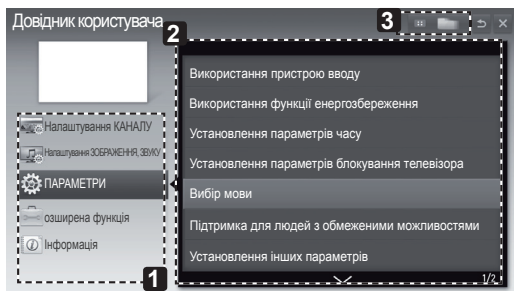 Довідник користувача
3
2
Налаштування КАНАЛУ
Налаштування ЗОБРАЖЕННЯ, ЗВУКУ
ПАРАМЕТРИ
озширена функція
Інформація
1
Використання пристрою вводу
Використання функції енергозбереження
Установлення параметрів часу
Установлення параметрів блокування телевізора
Вибір мови
Підтримка для людей з обмеженими можливостями
Установлення інших параметрів
1/2